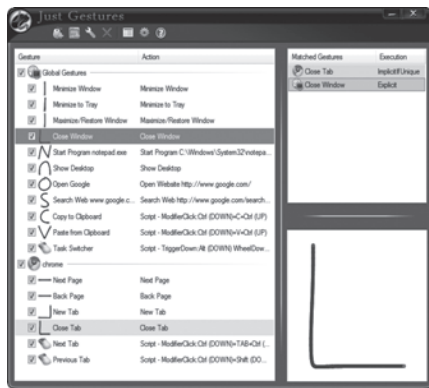 Just Gestures
Gesture Action
Global Gestures
Minimize Window Minimize Window
Minimize to Tray Minimize to Tray
Maximize/Restore Window Maximize/Restore Window
Close Window Close Window
Start Program notepad.exe Start Program C:\Windows\System32\notepa...
Show Desktop Show Desktop
Open Google Open Website http://www.google.com/
Search Web www.google.c... Search Web http://www.google.com/search...
Copy to Clipboard Script - ModifierClick:Ctrl (DOWN)+C+Ctrl (UP)
Paste from Clipboard Script - ModifierClick:Ctrl (DOWN)+V+Ctrl (UP)
Task Switcher Script - TriggerDown:Alt (DOWN) WheelDow...
chrome
Next Page Next Page
Back Page Back Page
New Tab New Tab
Close Tab Close Tab
Next Tab Script - ModifierClick:Ctrl (DOWN)+TAB+Ctrl (...
Previous Tab Script - ModifierClick:Ctrl (DOWN)+Shift (DO...
Matched Gestures Execution
Close Tab Implicit if Unique
Close Window Explicit